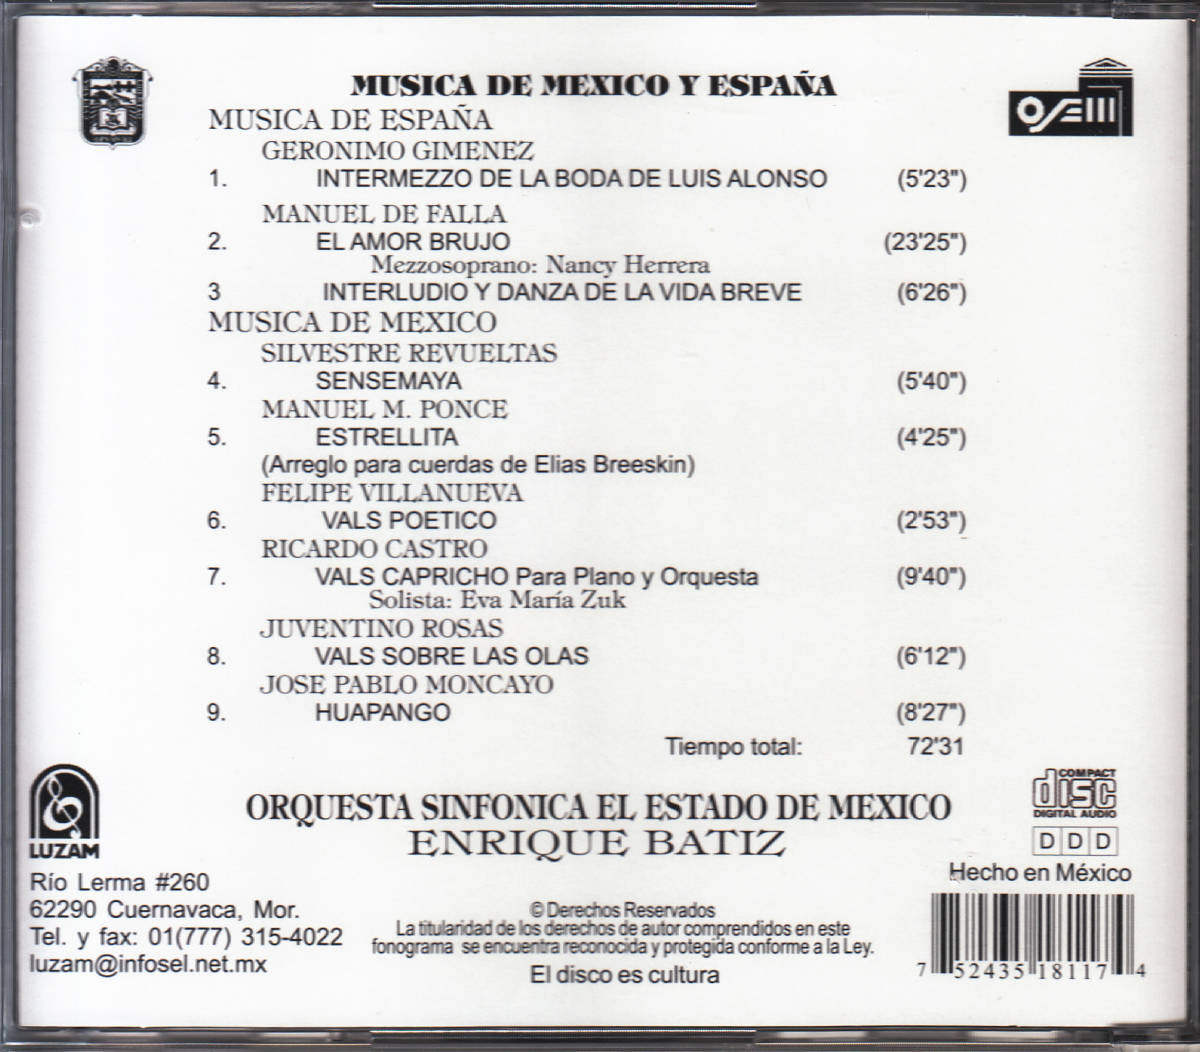 MUSICA DE MEXICO Y ESPAÑA
OSEM
MUSICA DE ESPAÑA
GERONIMO GIMENEZ
1. INTERMEZZO DE LA BODA DE LUIS ALONSO (5'23")
MANUEL DE FALLA
2. EL AMOR BRUJO (23'25")
Mezzosoprano: Nancy Herrera
3 INTERLUDIO Y DANZA DE LA VIDA BREVE (6'26")
MUSICA DE MEXICO
SILVESTRE REVUELTAS
4. SENSEMAYA (5'40")
MANUEL M. PONCE
5. ESTRELLITA (4'25")
(Arreglo para cuerdas de Elias Breeskin)
FELIPE VILLANUEVA
6. VALS POETICO (2'53")
RICARDO CASTRO
7. VALS CAPRICHO Para Plano y Orquesta (9'40")
Solista: Eva María Zuk
JUVENTINO ROSAS
8. VALS SOBRE LAS OLAS (6'12")
JOSE PABLO MONCAYO
9. HUAPANGO (8'27")
Tiempo total: 72'31
ORQUESTA SINFONICA EL ESTADO DE MEXICO
ENRIQUE BATIZ
LUZAM
Río Lerma #260
62290 Cuernavaca, Mor.
Tel. y fax: 01(777) 315-4022
luzam@infosel.net.mx
© Derechos Reservados
La titularidad de los derechos de autor comprendidos en este
fonograma se encuentra reconocida y protegida conforme a la Ley.
El disco es cultura
COMPACT
disc
DIGITAL AUDIO
D D D
Hecho en México
7 52435 18117 4